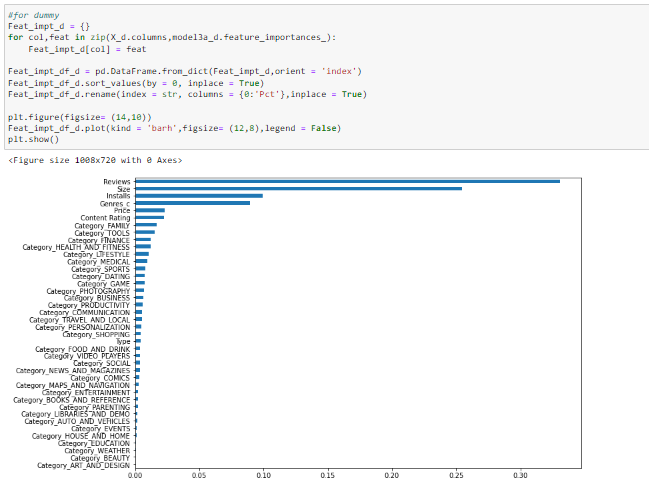 #for dummy
Feat_impt_d = {}
for col,feat in zip(X_d.columns,model3a_d.feature_importances_):
    Feat_impt_d[col] = feat
Feat_impt_df_d = pd.DataFrame.from_dict(Feat_impt_d,orient = 'index')
Feat_impt_df_d.sort_values(by = 0, inplace = True)
Feat_impt_df_d.rename(index = str, columns = {0:'Pct'},inplace = True)
plt.figure(figsize= (14,10))
Feat_impt_df_d.plot(kind = 'barh',figsize= (12,8),legend = False)
plt.show()
<Figure size 1008x720 with 0 Axes>
Reviews
Size
Installs
Genres_c
Price
Content Rating
Category_FAMILY
Category_TOOLS
Category_FINANCE
Category_HEALTH_AND_FITNESS
Category_LIFESTYLE
Category_MEDICAL
Category_SPORTS
Category_DATING
Category_GAME
Category_PHOTOGRAPHY
Category_BUSINESS
Category_PRODUCTIVITY
Category_COMMUNICATION
Category_TRAVEL_AND_LOCAL
Category_PERSONALIZATION
Category_SHOPPING
Type
Category_FOOD_AND_DRINK
Category_VIDEO_PLAYERS
Category_SOCIAL
Category_NEWS_AND_MAGAZINES
Category_COMICS
Category_MAPS_AND_NAVIGATION
Category_ENTERTAINMENT
Category_BOOKS_AND_REFERENCE
Category_PARENTING
Category_LIBRARIES_AND_DEMO
Category_AUTO_AND_VEHICLES
Category_EVENTS
Category_HOUSE_AND_HOME
Category_EDUCATION
Category_WEATHER
Category_BEAUTY
Category_ART_AND_DESIGN
0.00 0.05 0.10 0.15 0.20 0.25 0.30